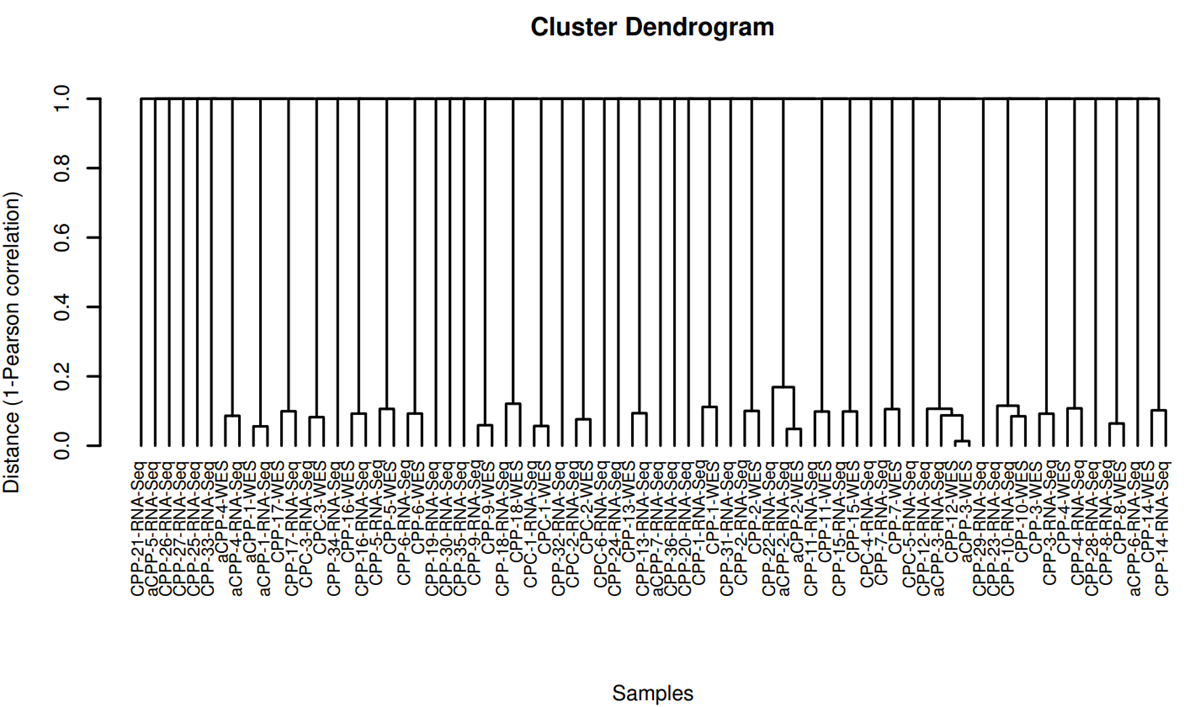 Cluster Dendrogram
Distance (1-Pearson correlation)
1.0
0.8
0.6
0.4
0.2
0.0
CPP-21-RNA-Seq
aCPP-5-RNA-Seq
CPP-26-RNA-Seq
CPP-27-RNA-Seq
CPP-25-RNA-Seq
CPP-33-RNA-Seq
aCPP-4-WES
aCPP-4-RNA-Seq
aCPP-1-WES
aCPP-1-RNA-Seq
CPP-17-WES
CPP-17-RNA-Seq
CPC-3-RNA-Seq
CPC-3-WES
CPP-34-RNA-Seq
CPP-16-WES
CPP-16-RNA-Seq
CPP-5-RNA-Seq
CPP-5-WES
CPP-6-RNA-Seq
CPP-6-WES
CPP-19-RNA-Seq
CPP-30-RNA-Seq
CPP-35-RNA-Seq
CPP-9-RNA-Seq
CPP-9-WES
CPP-18-RNA-Seq
CPP-18-WES
CPC-1-RNA-Seq
CPC-1-WES
CPP-32-RNA-Seq
CPC-2-RNA-Seq
CPC-2-WES
CPC-6-RNA-Seq
CPP-24-RNA-Seq
CPP-13-WES
CPP-13-RNA-Seq
aCPP-7-RNA-Seq
CPP-36-RNA-Seq
CPP-20-RNA-Seq
CPP-1-RNA-Seq
CPP-1-WES
CPP-31-RNA-Seq
CPP-2-RNA-Seq
CPP-2-WES
CPP-22-RNA-Seq
aCPP-2-RNA-Seq
aCPP-2-WES
CPP-11-RNA-Seq
CPP-11-WES
CPP-15-RNA-Seq
CPP-15-WES
CPC-4-RNA-Seq
CPP-7-RNA-Seq
CPP-7-WES
CPC-5-RNA-Seq
CPP-12-RNA-Seq
aCPP-3-RNA-Seq
CPP-12-WES
aCPP-3-WES
CPP-29-RNA-Seq
CPP-23-RNA-Seq
CPP-10-RNA-Seq
CPP-10-WES
CPP-3-WES
CPP-3-RNA-Seq
CPP-4-WES
CPP-4-RNA-Seq
CPP-28-RNA-Seq
CPP-8-RNA-Seq
CPP-8-WES
aCPP-6-RNA-Seq
CPP-14-WES
CPP-14-RNA-Seq
Samples